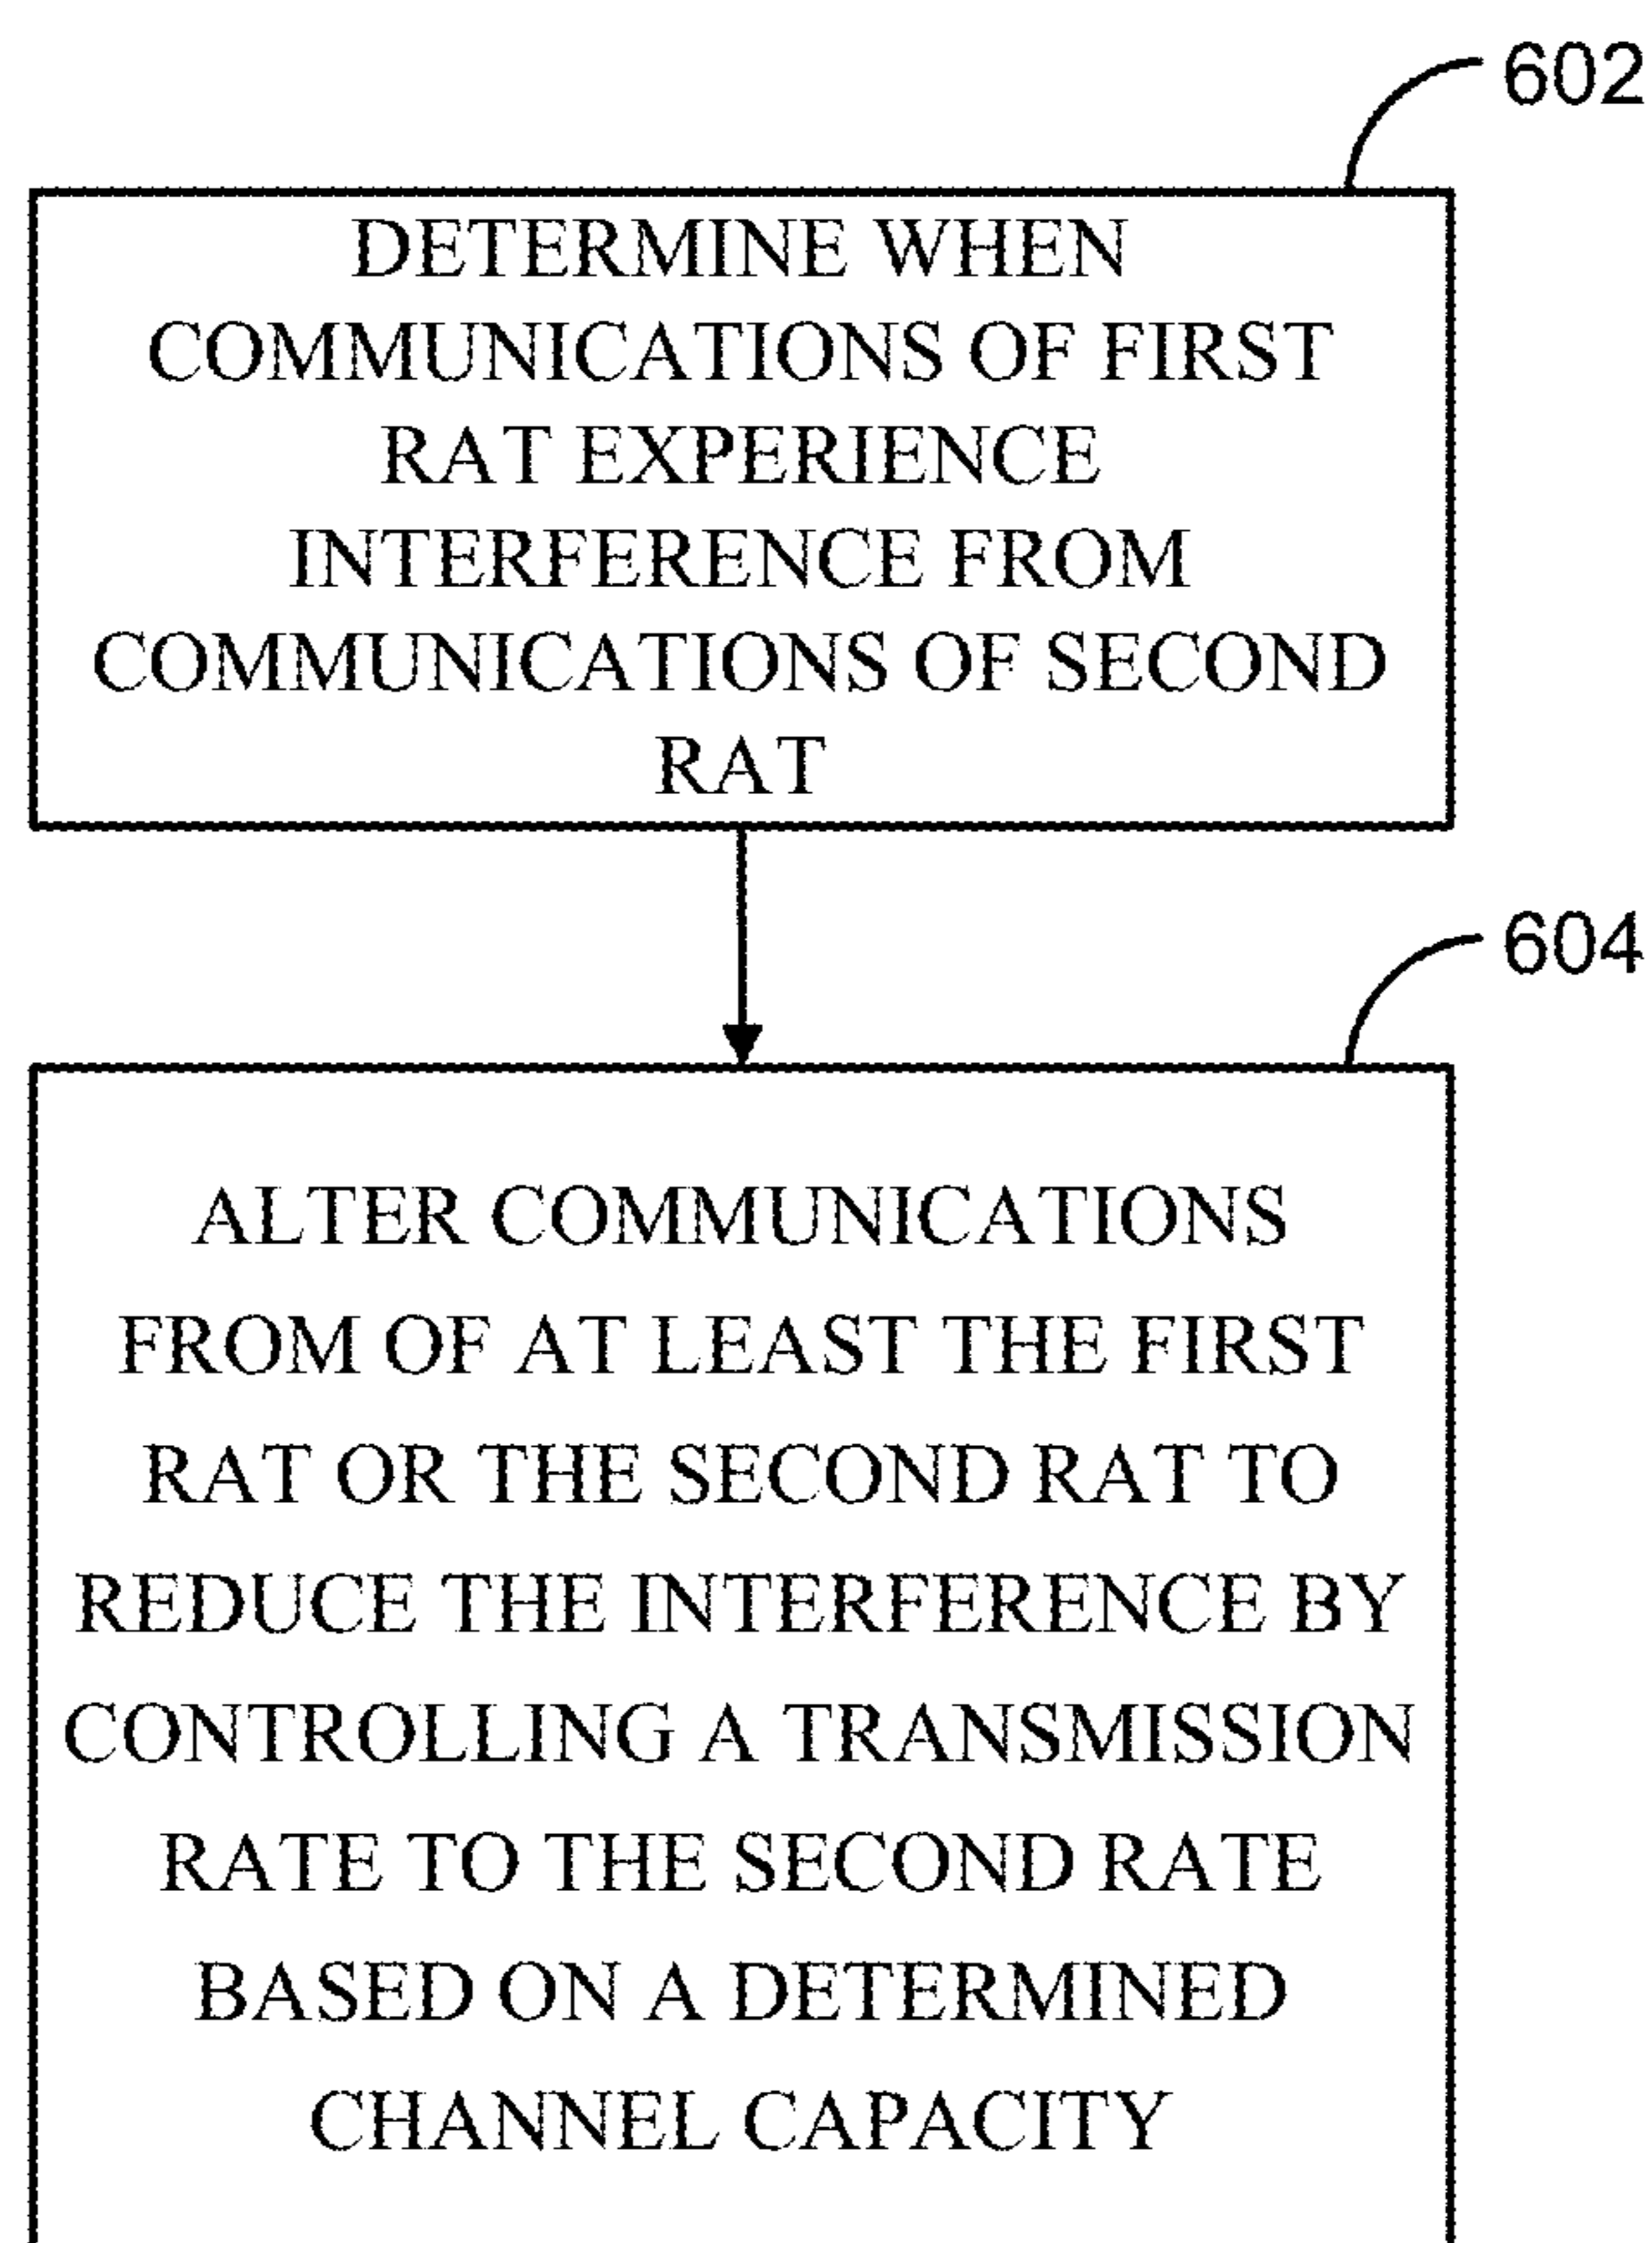 602
DETERMINE WHEN
COMMUNICATIONS OF FIRST
RAT EXPERIENCE
INTERFERENCE FROM
COMMUNICATIONS OF SECOND
RAT
604
ALTER COMMUNICATIONS
FROM OF AT LEAST THE FIRST
RAT OR THE SECOND RAT TO
REDUCE THE INTERFERENCE BY
CONTROLLING A TRANSMISSION
RATE TO THE SECOND RATE
BASED ON A DETERMINED
CHANNEL CAPACITY